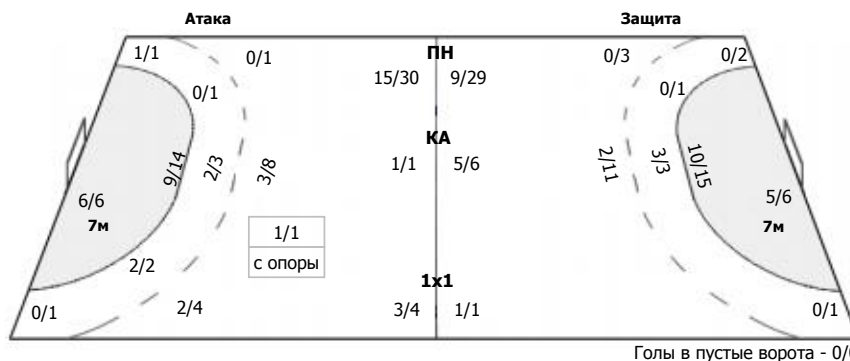 Атака Защита
1/1 0/1 ПН 0/3 0/2
15/30 9/29
0/1 0/1
КА
9/14 2/3 3/8 1/1 5/6 2/11 3/3 10/15
6/6 5/6
7м 7м
1/1
с опоры
2/2
1х1
0/1 2/4 3/4 1/1 0/1
Голы в пустые ворота -